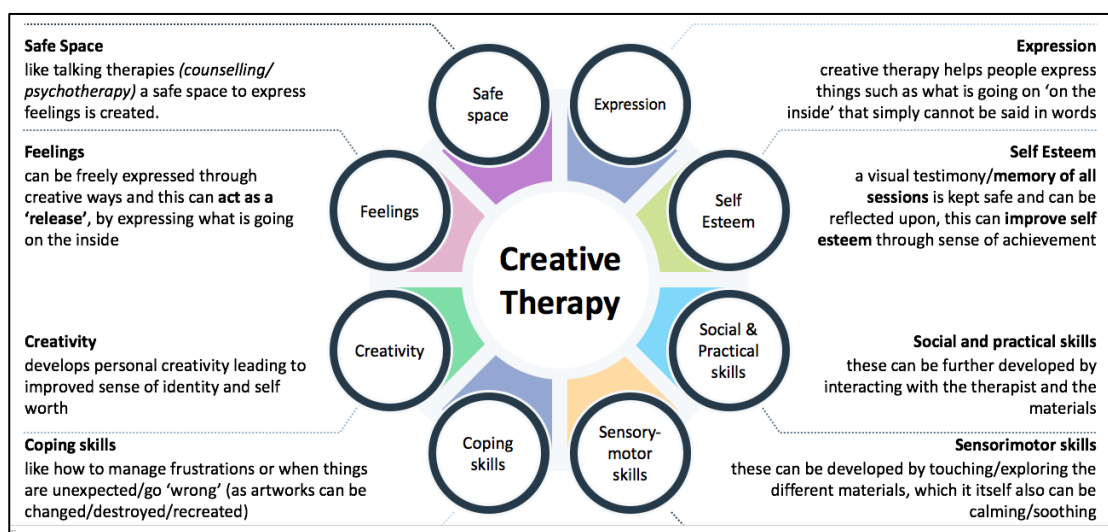 Safe Space
like talking therapies (counselling/
psychotherapy) a safe space to express
feelings is created.
Feelings
can be freely expressed through
creative ways and this can act as a
‘release’, by expressing what is going
on the inside
Creativity
develops personal creativity leading to
improved sense of identity and self
worth
Coping skills
like how to manage frustrations or when things
are unexpected/go ‘wrong’ (as artworks can be
changed/destroyed/recreated)
Safe
space
Expression
Feelings
Self
Esteem
Creative
Therapy
Creativity
Social &
Practical
skills
Coping
skills
Sensory-
motor
skills
Expression
creative therapy helps people express
things such as what is going on ‘on the
inside’ that simply cannot be said in words
Self Esteem
a visual testimony/memory of all
sessions is kept safe and can be
reflected upon, this can improve self
esteem through sense of achievement
Social and practical skills
these can be further developed by
interacting with the therapist and the
materials
Sensorimotor skills
these can be developed by touching/exploring the
different materials, which it itself also can be
calming/soothing